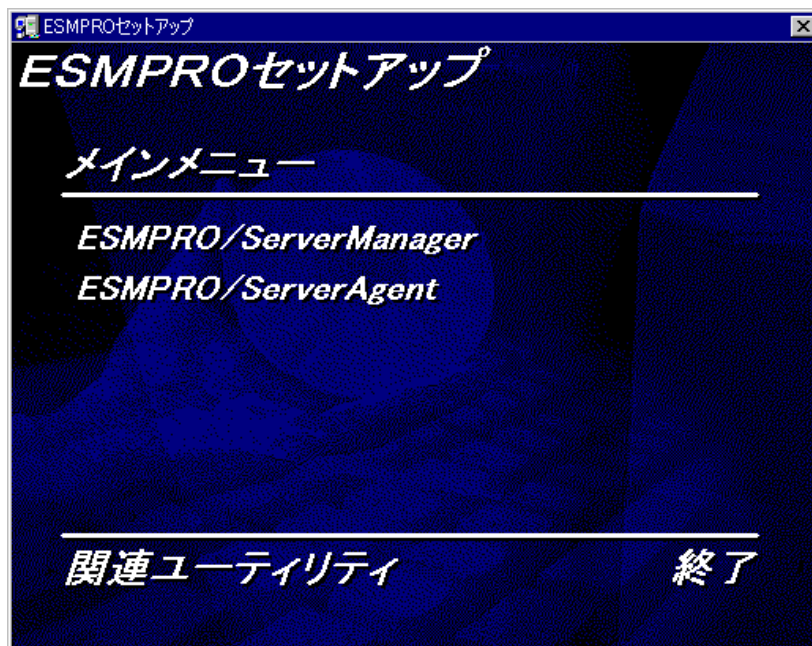 ESMPROセットアップ
ESMPROセットアップ
メインメニュー
ESMPRO/ServerManager
ESMPRO/ServerAgent
関連ユーティリティ 終了